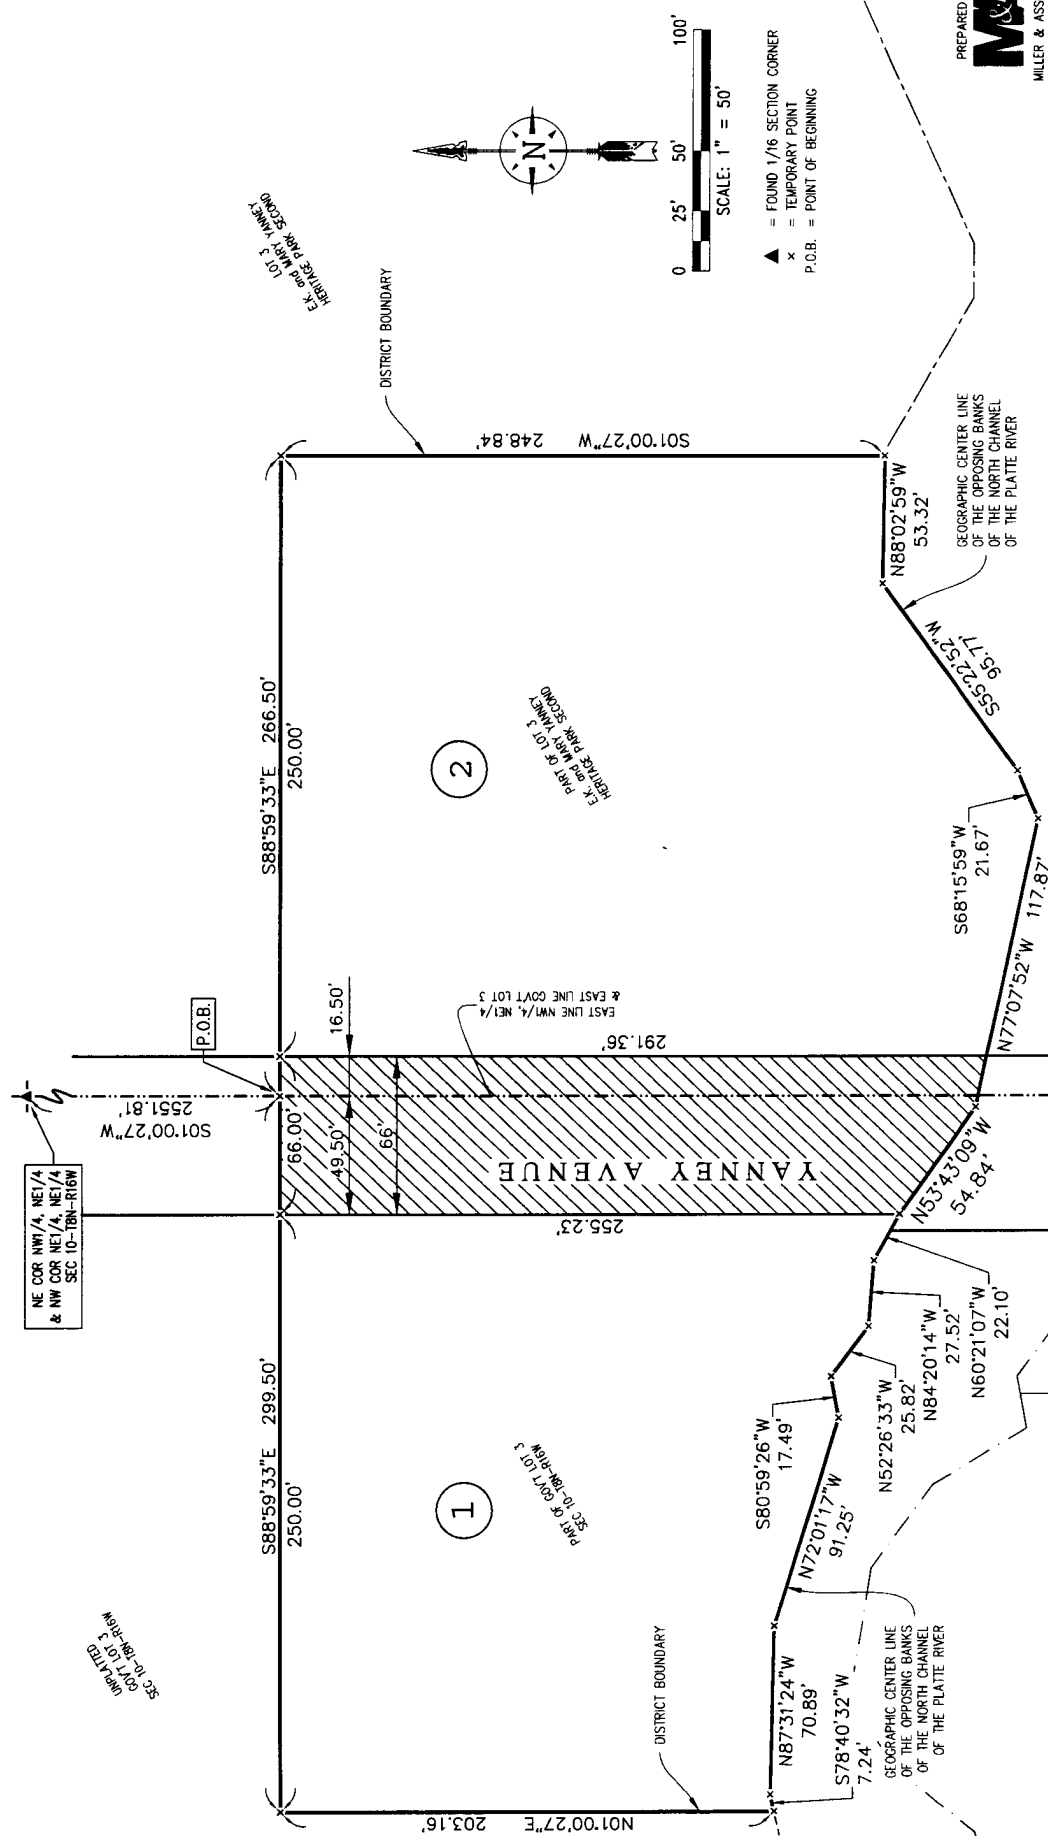 NE COR NW1/4, NE1/4
& NW COR NE1/4, NE1/4
SEC 10-T8N-R16W
S01°00'27"W
2551.81'
P.O.B.
UNPLATTED
GOV'T LOT 3
SEC 10-T8N-R16W
LOT 3
E.K. and MARY YANNEY
HERITAGE PARK SECOND
S88°59'33"E 299.50'
250.00'
66.00'
S88°59'33"E 266.50'
250.00'
49.50'
16.50'
66'
DISTRICT BOUNDARY
N
0 25' 50' 100'
SCALE: 1" = 50'
▲ = FOUND 1/16 SECTION CORNER
x = TEMPORARY POINT
P.O.B. = POINT OF BEGINNING
1
PART OF GOV'T LOT 3
SEC 10-T8N-R16W
2
PART OF LOT 3
E.K. and MARY YANNEY
HERITAGE PARK SECOND
EAST LINE NW1/4, NE1/4
& EAST LINE GOV'T LOT 3
YANNEY AVENUE
255.23'
291.36'
N01°00'27"E
203.16'
S01°00'27"W 248.84'
DISTRICT BOUNDARY
N87°31'24"W
70.89'
S78°40'32"W
7.24'
GEOGRAPHIC CENTER LINE
OF THE OPPOSING BANKS
OF THE NORTH CHANNEL
OF THE PLATTE RIVER
N72°01'17"W
91.25'
S80°59'26"W
17.49'
N52°26'33"W
25.82'
N84°20'14"W
27.52'
N60°21'07"W
22.10'
N53°43'09"W
54.84'
N77°07'52"W 117.87'
S68°15'59"W
21.67'
S55°22'52"W
95.77'
N88°02'59"W
53.32'
GEOGRAPHIC CENTER LINE
OF THE OPPOSING BANKS
OF THE NORTH CHANNEL
OF THE PLATTE RIVER
PREPARED
M&
MILLER & ASS